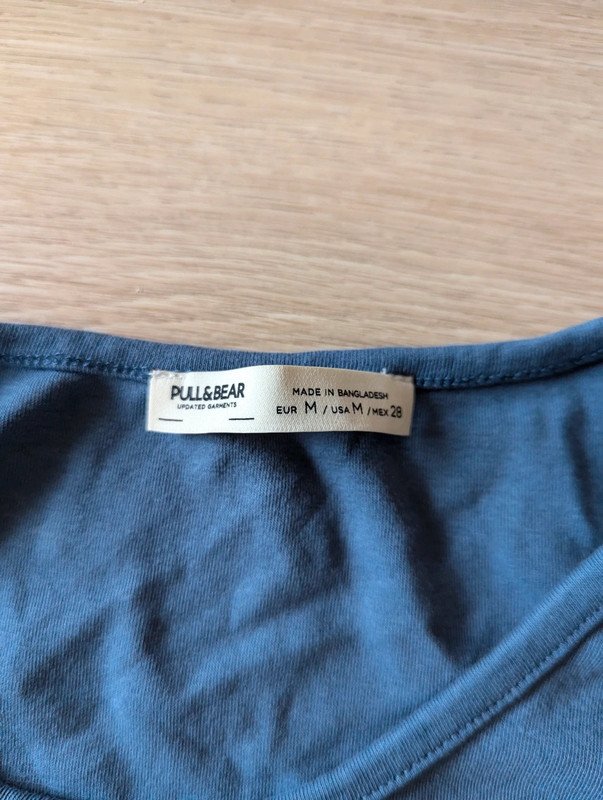 PULL&BEAR
UPDATED GARMENTS
MADE IN BANGLADESH
EUR M / USA M / MEX 28